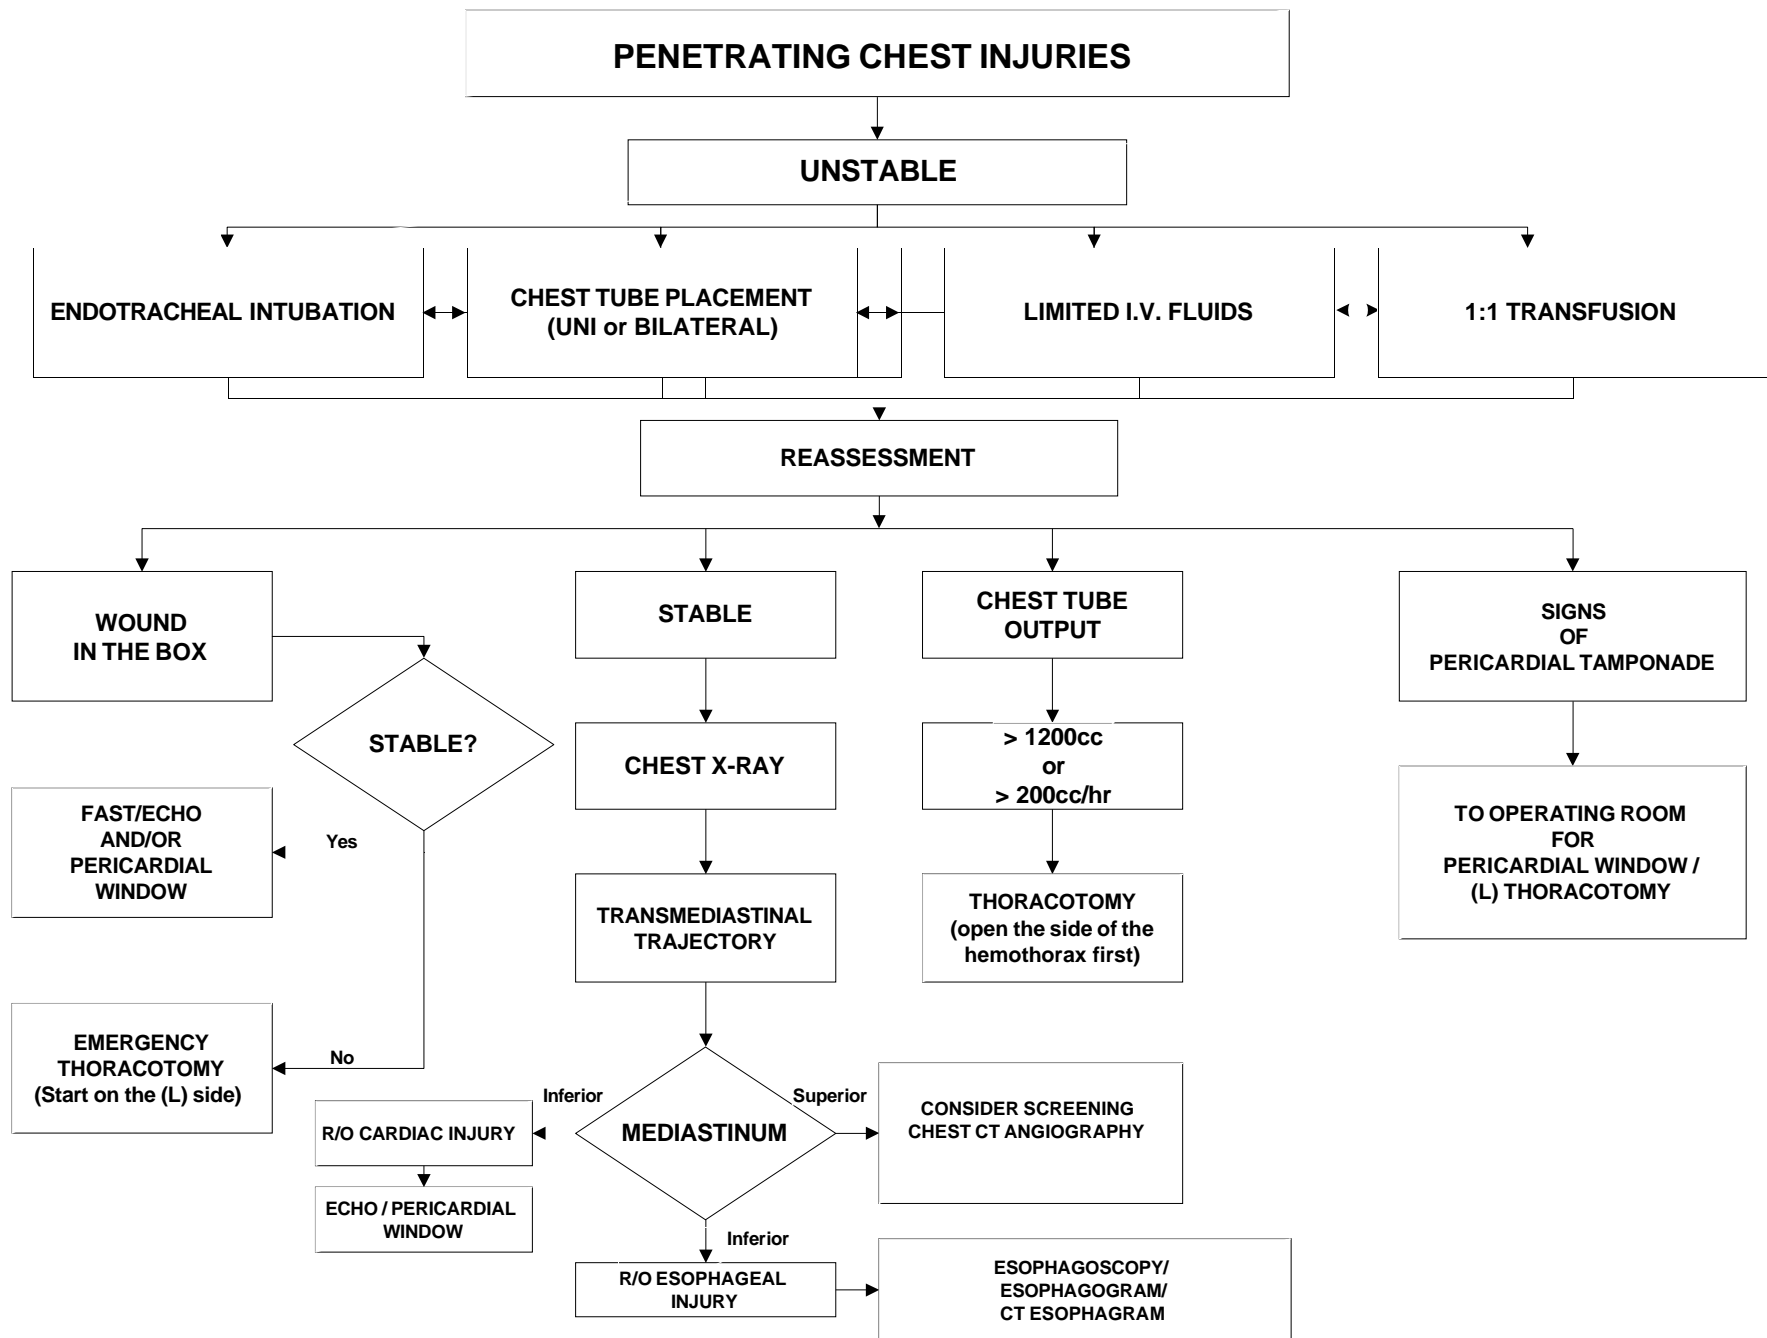 PENETRATING CHEST INJURIES
UNSTABLE
ENDOTRACHEAL INTUBATION
CHEST TUBE PLACEMENT
(UNI or BILATERAL)
LIMITED I.V. FLUIDS
1:1 TRANSFUSION
REASSESSMENT
WOUND
IN THE BOX
STABLE?
Yes
FAST/ECHO
AND/OR
PERICARDIAL
WINDOW
No
EMERGENCY
THORACOTOMY
(Start on the (L) side)
STABLE
CHEST X-RAY
TRANSMEDIASTINAL
TRAJECTORY
MEDIASTINUM
Inferior
R/O CARDIAC INJURY
ECHO / PERICARDIAL
WINDOW
Superior
CONSIDER SCREENING
CHEST CT ANGIOGRAPHY
Inferior
R/O ESOPHAGEAL
INJURY
ESOPHAGOSCOPY/
ESOPHAGOGRAM/
CT ESOPHAGRAM
CHEST TUBE
OUTPUT
> 1200cc
or
> 200cc/hr
THORACOTOMY
(open the side of the
hemothorax first)
SIGNS
OF
PERICARDIAL TAMPONADE
TO OPERATING ROOM
FOR
PERICARDIAL WINDOW /
(L) THORACOTOMY